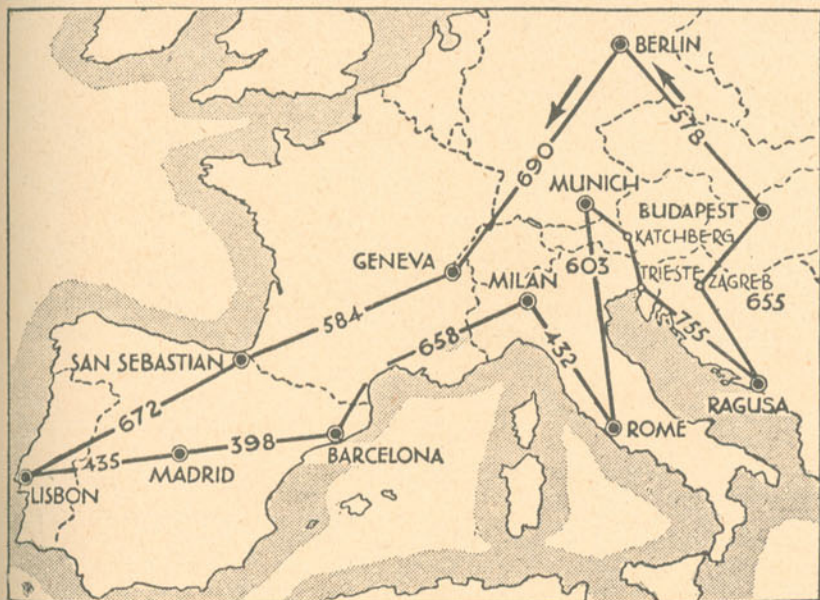 BERLIN
578
690
MUNICH
BUDAPEST
KATCHBERG
GENEVA
603
TRIESTE
ZAGREB
MILAN
655
584
755
658
432
SAN SEBASTIAN
RAGUSA
672
ROME
398
435
BARCELONA
MADRID
LISBON